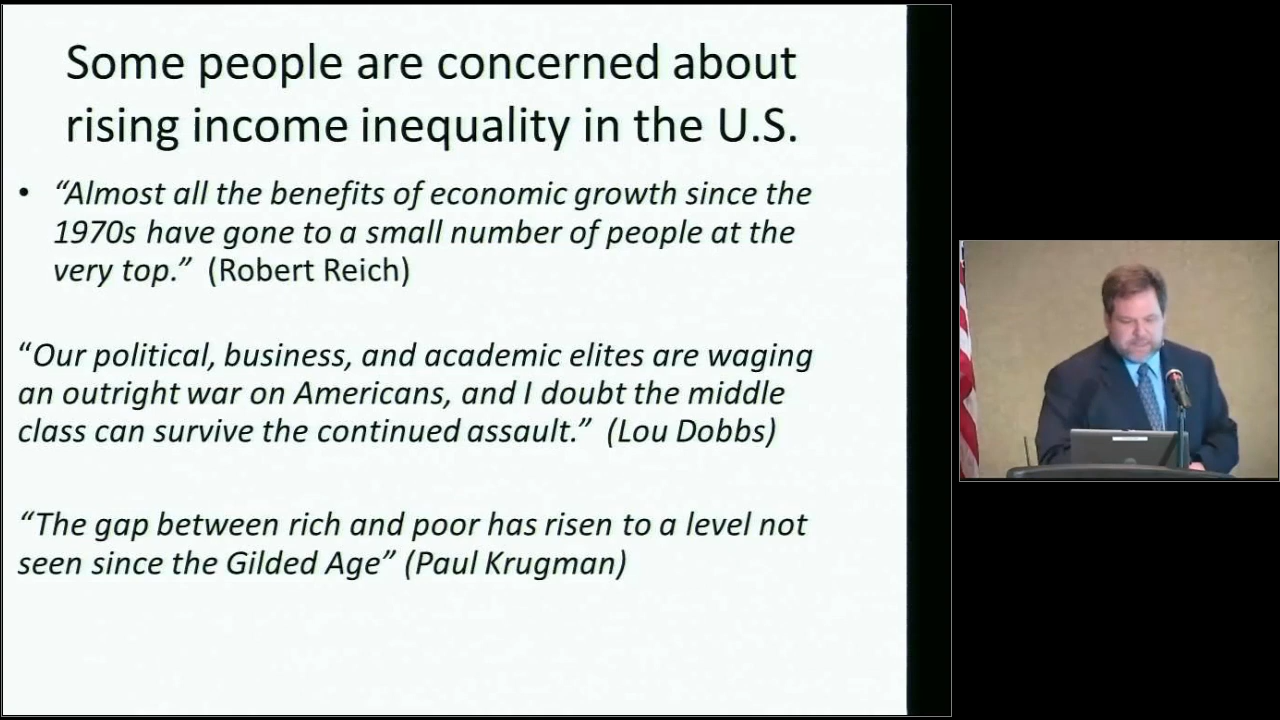 Some people are concerned about
rising income inequality in the U.S.
• “Almost all the benefits of economic growth since the
1970s have gone to a small number of people at the
very top.” (Robert Reich)
“Our political, business, and academic elites are waging
an outright war on Americans, and I doubt the middle
class can survive the continued assault.” (Lou Dobbs)
“The gap between rich and poor has risen to a level not
seen since the Gilded Age” (Paul Krugman)